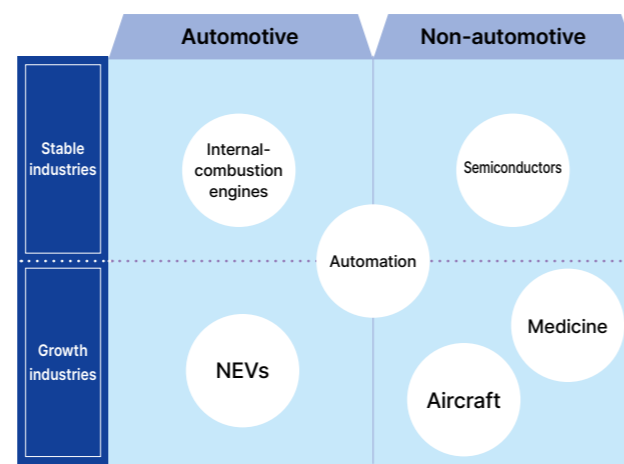 Automotive
Non-automotive
Stable
industries
Internal-
combustion
engines
Semiconductors
Automation
Growth
industries
NEVs
Medicine
Aircraft